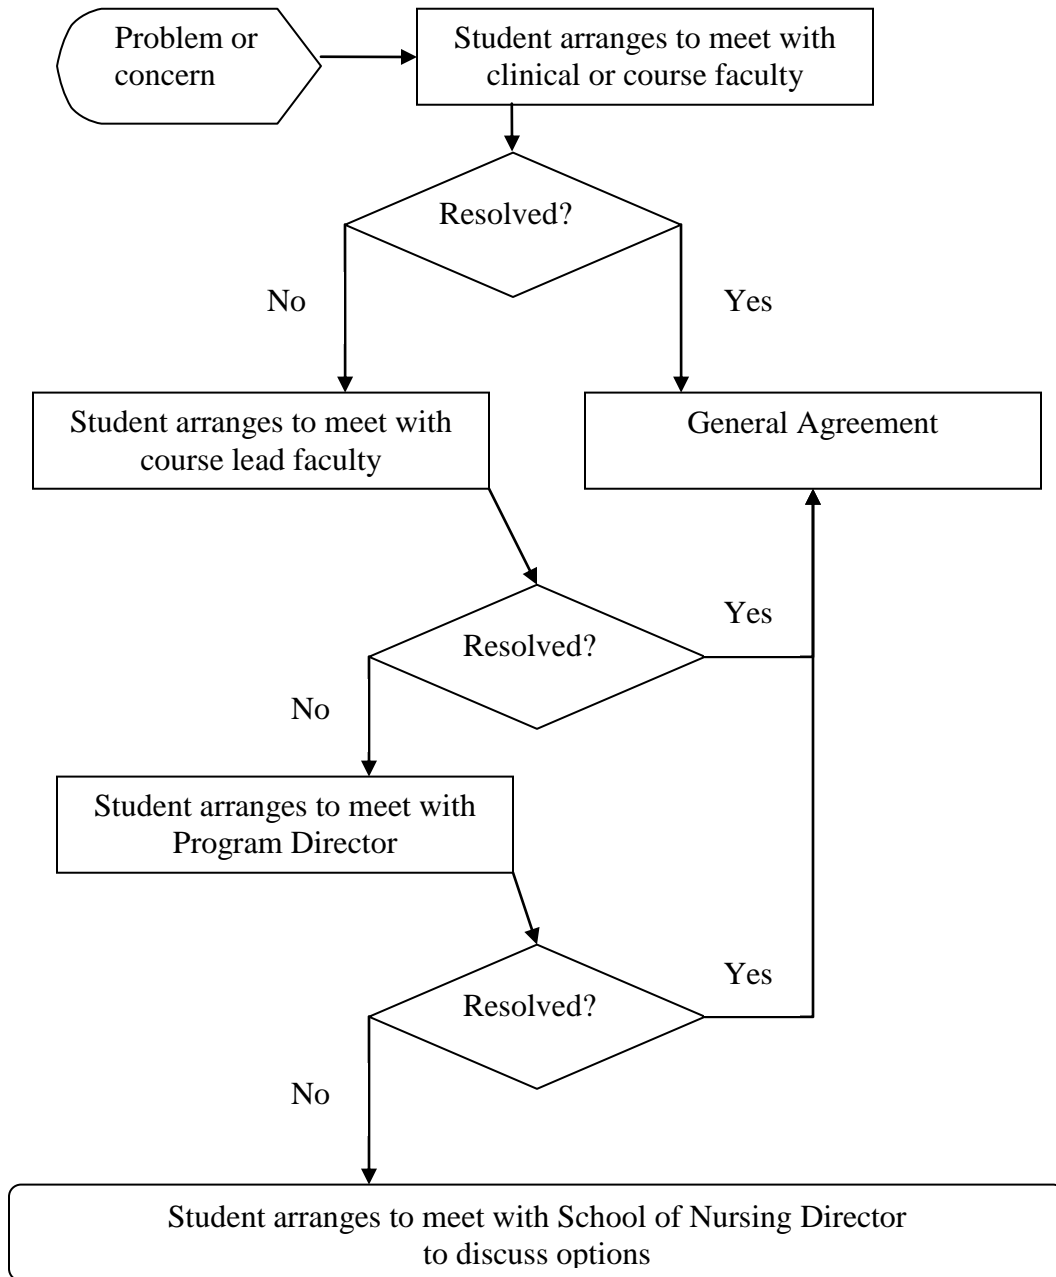 Problem or
concern
Student arranges to meet with
clinical or course faculty
Resolved?
No
Yes
Student arranges to meet with
course lead faculty
General Agreement
Yes
Resolved?
No
Student arranges to meet with
Program Director
Yes
Resolved?
No
Student arranges to meet with School of Nursing Director
to discuss options